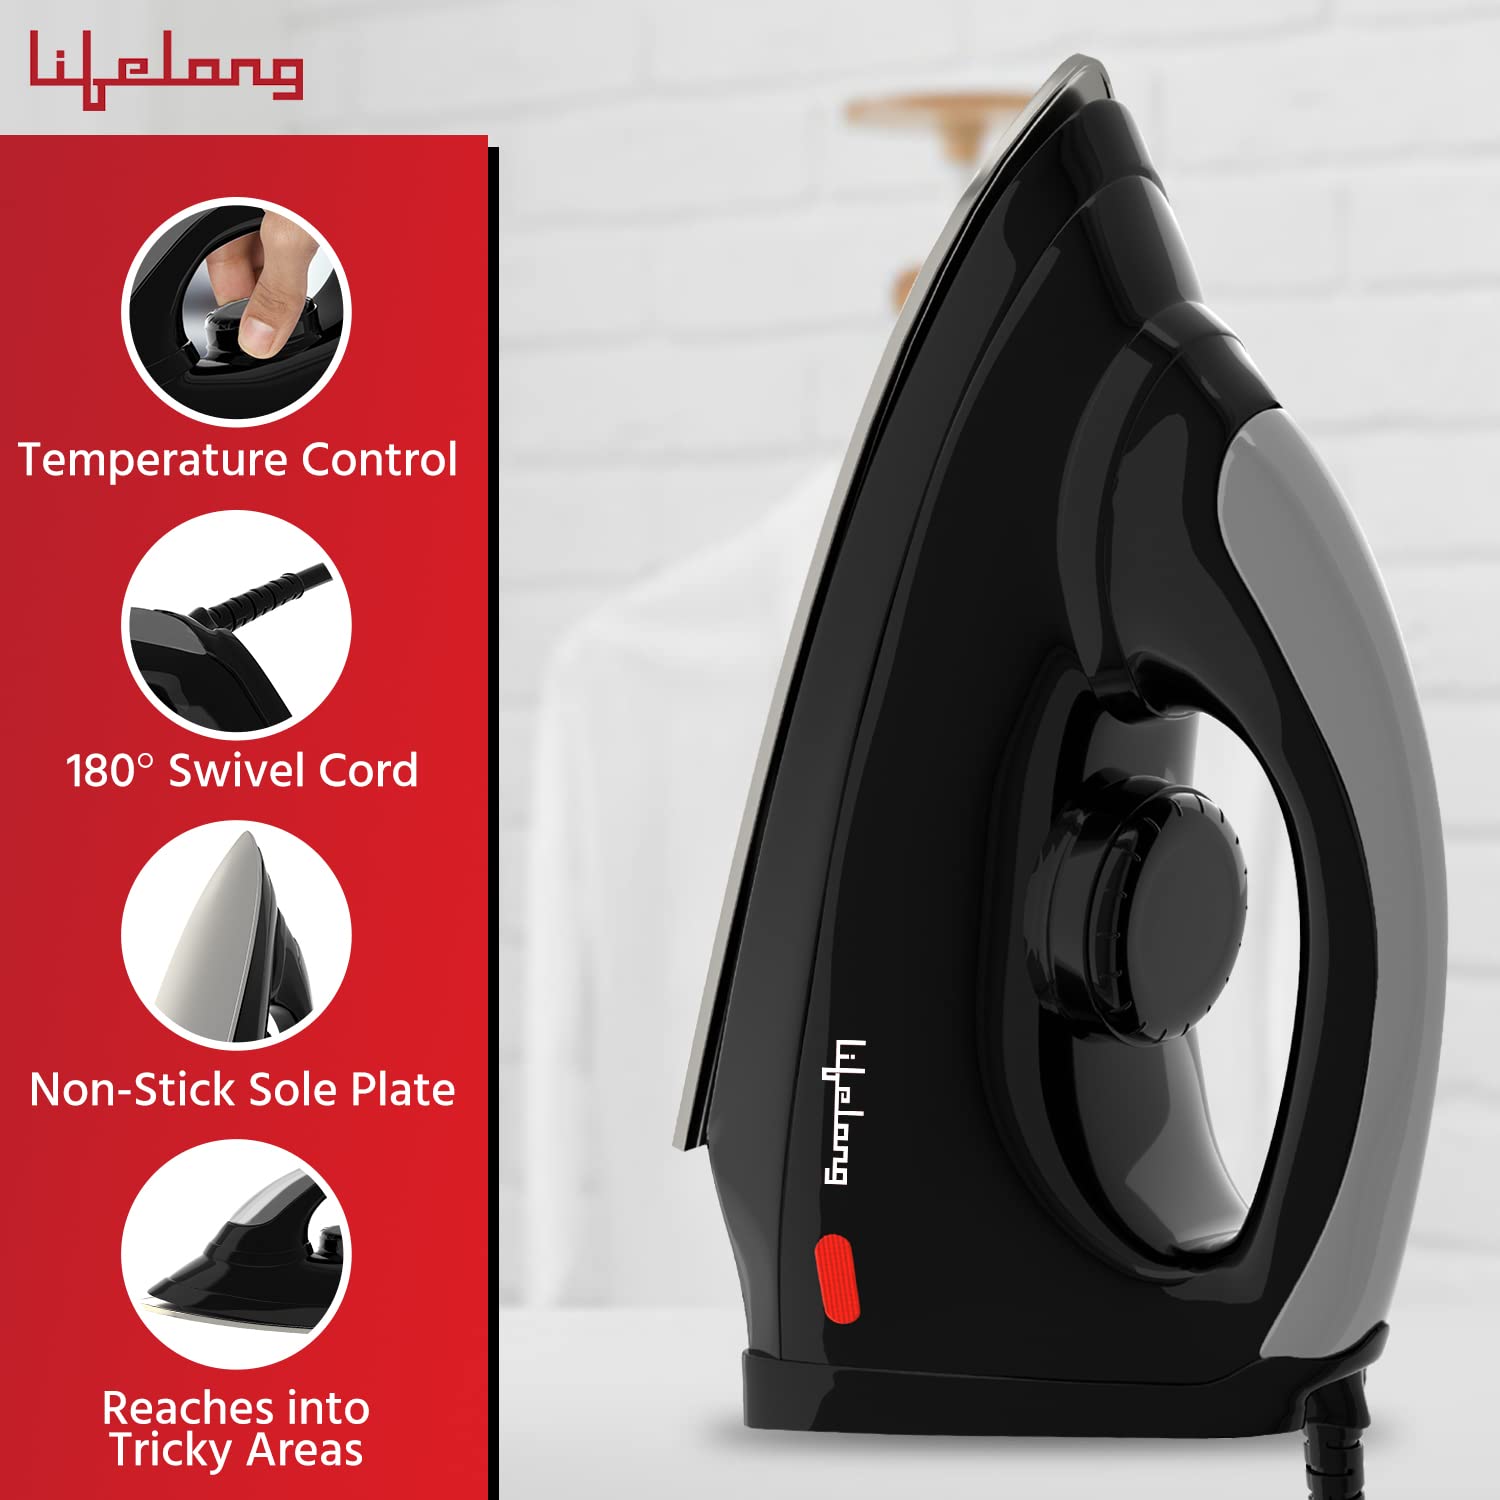 Lifelong
Temperature Control
180° Swivel Cord
Non-Stick Sole Plate
Reaches into
Tricky Areas
lifelong